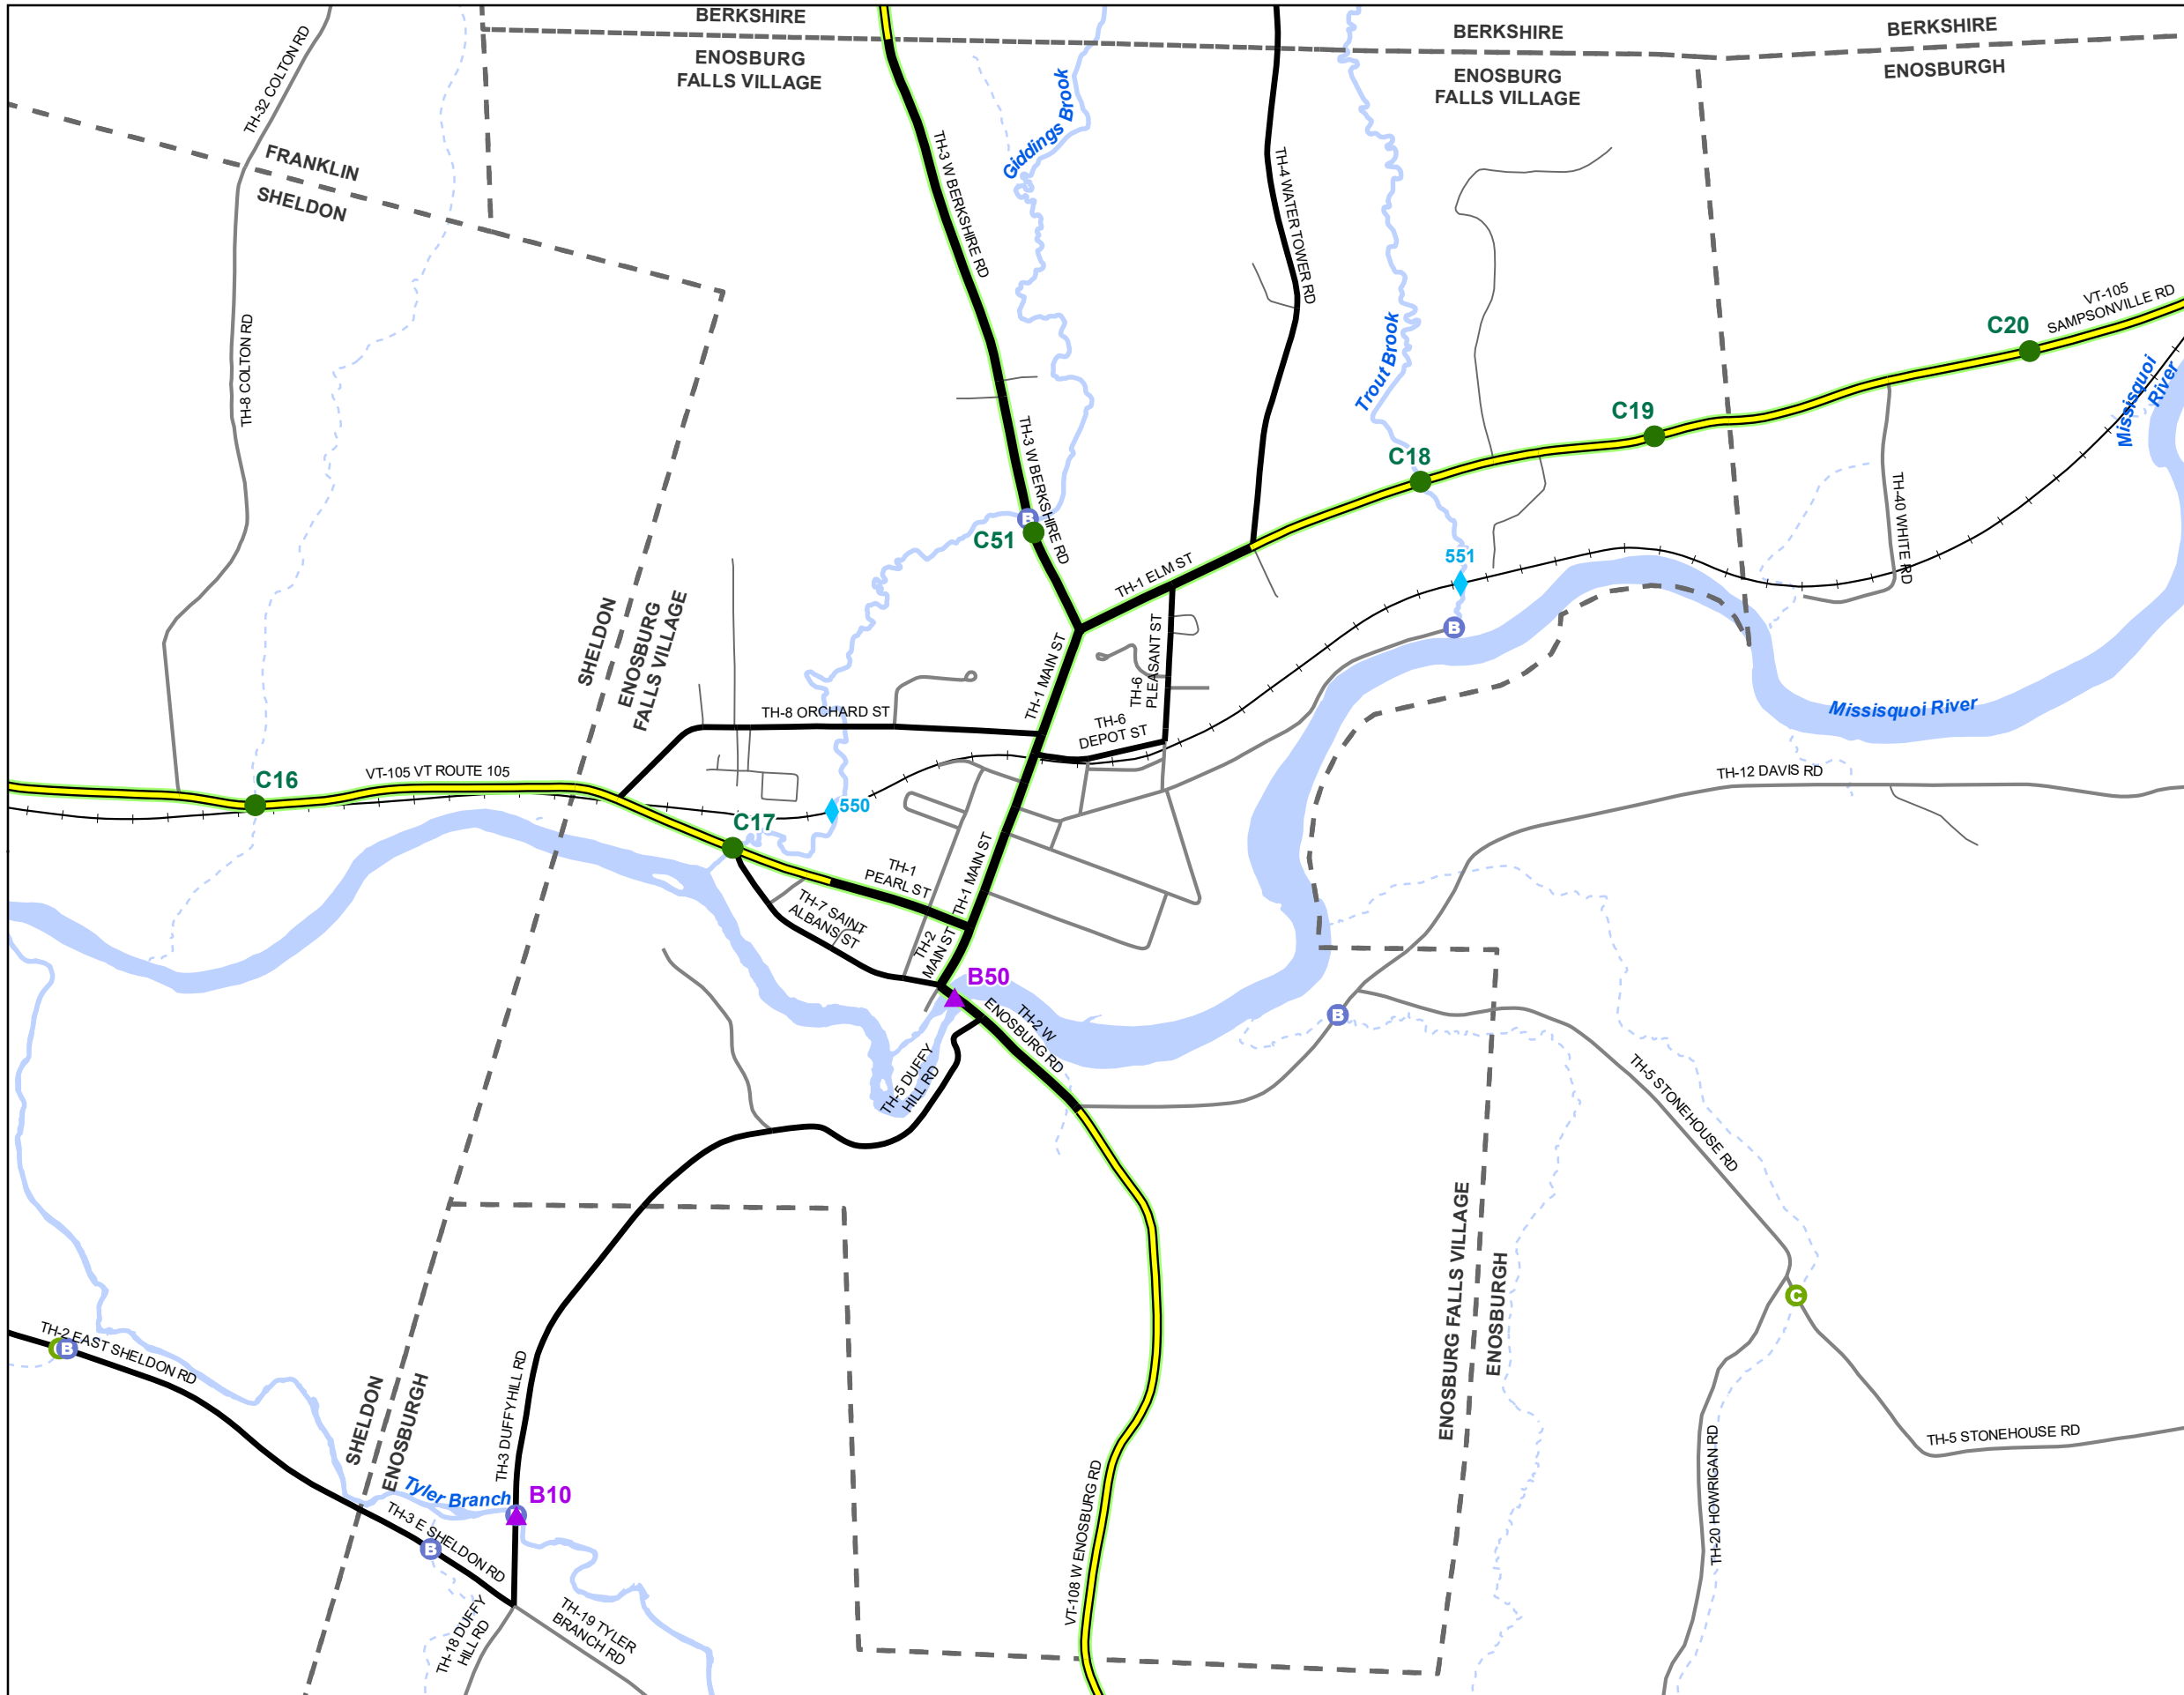 BERKSHIRE
BERKSHIRE
BERKSHIRE
ENOSBURG
FALLS VILLAGE
ENOSBURG
FALLS VILLAGE
ENOSBURGH
TH-32 COLTON RD
FRANKLIN
SHELDON
Giddings Brook
TH-3 W BERKSHIRE RD
TH-4 WATER TOWER RD
Trout Brook
VT-105
SAMPSONVILLE RD
C20
TH-8 COLTON RD
Missisquoi
River
C19
C18
TH-3 W BERKSHIRE RD
B
C51
TH-40 WHITE RD
551
TH-1 ELM ST
B
SHELDON
ENOSBURG
FALLS VILLAGE
TH-1 MAIN ST
TH-6
PLEASANT ST
TH-8 ORCHARD ST
TH-6
DEPOT ST
Missisquoi River
C16
VT-105 VT ROUTE 105
TH-12 DAVIS RD
550
C17
TH-1
PEARL ST
TH-1 MAIN ST
TH-7 SAINT
ALBANS ST
TH-2
MAIN ST
B50
TH-2 W
ENOSBURG RD
B
TH-5 DUFFY
HILL RD
TH-5 STONEHOUSE RD
ENOSBURG FALLS VILLAGE
ENOSBURGH
C
TH-2 EAST SHELDON RD
B
SHELDON
ENOSBURGH
TH-3 DUFFY HILL RD
TH-5 STONEHOUSE RD
TH-20 HOWRIGAN RD
Tyler Branch
B10
TH-3 E SHELDON RD
B
VT-108 W ENOSBURG RD
TH-18 DUFFY
HILL RD
TH-19 TYLER
BRANCH RD